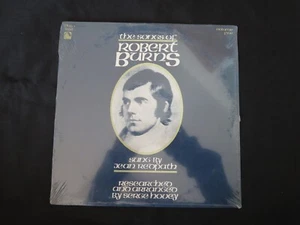 the songs of
Robert
Burns
Sung by
Jean Redpath
Researched
and arranged
by Serge Hovey